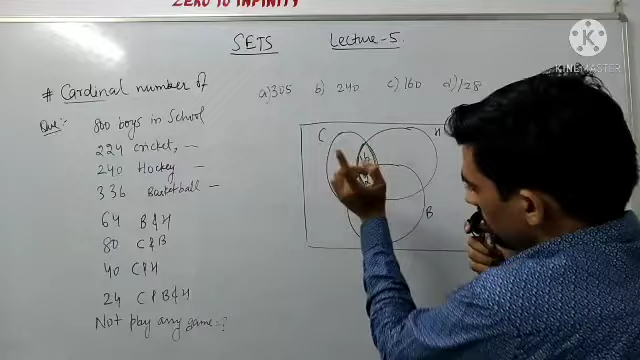 ZERO TO INFINITY
SETS Lecture-5.
# Cardinal number of
a) 305 b) 240 c) 160 d) 128
Que: 800 boys in School
224 cricket, -
240 Hockey -
336 Basketball -
64 B & H
80 C & B
40 C & H
24 C & B & H
Not play any game = ?
C
H
B
16
KINEMASTER